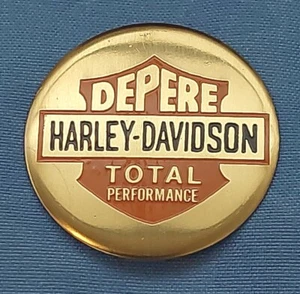 DEPERE
HARLEY-DAVIDSON
TOTAL
PERFORMANCE